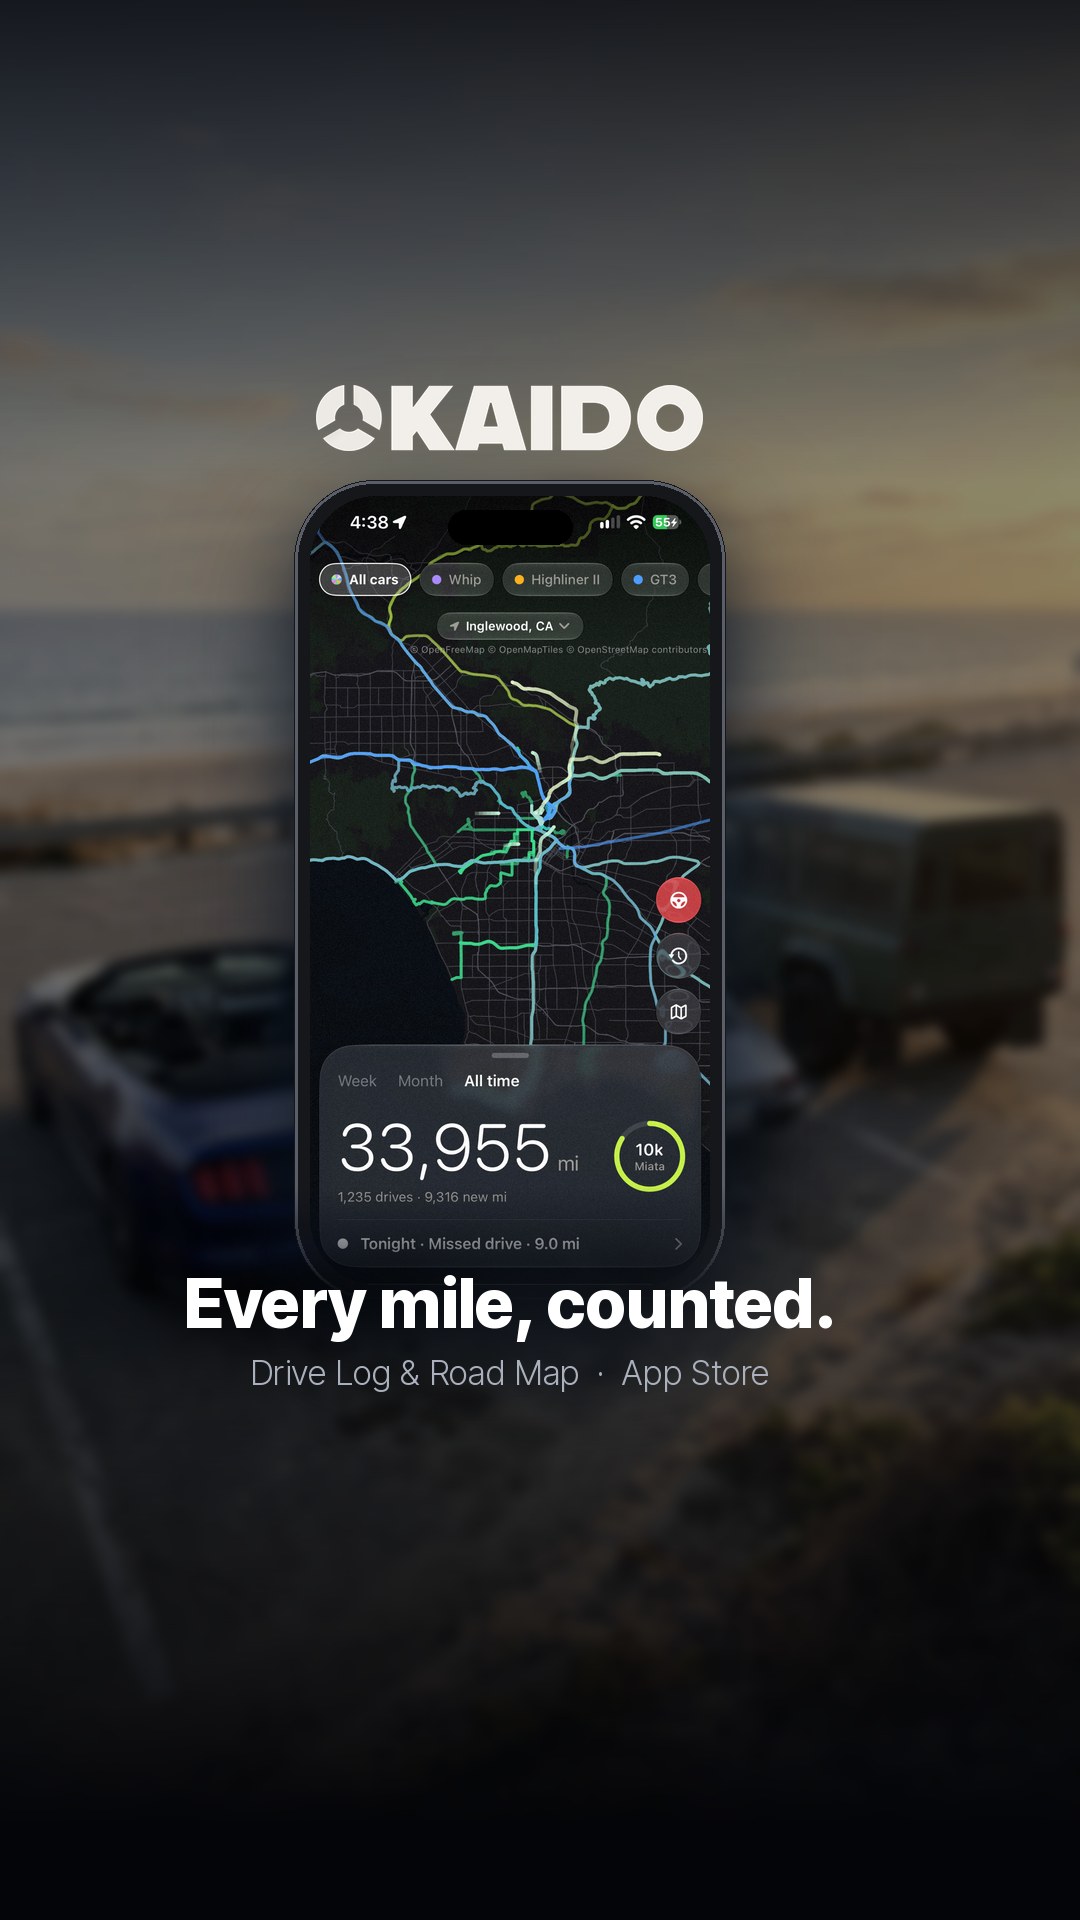 KAIDO
4:38 55
All cars Whip Highliner II GT3
Inglewood, CA
© OpenFreeMap © OpenMapTiles © OpenStreetMap contributors
Week Month All time
33,955 mi
10k
Miata
1,235 drives · 9,316 new mi
Tonight · Missed drive · 9.0 mi
Every mile, counted.
Drive Log & Road Map · App Store